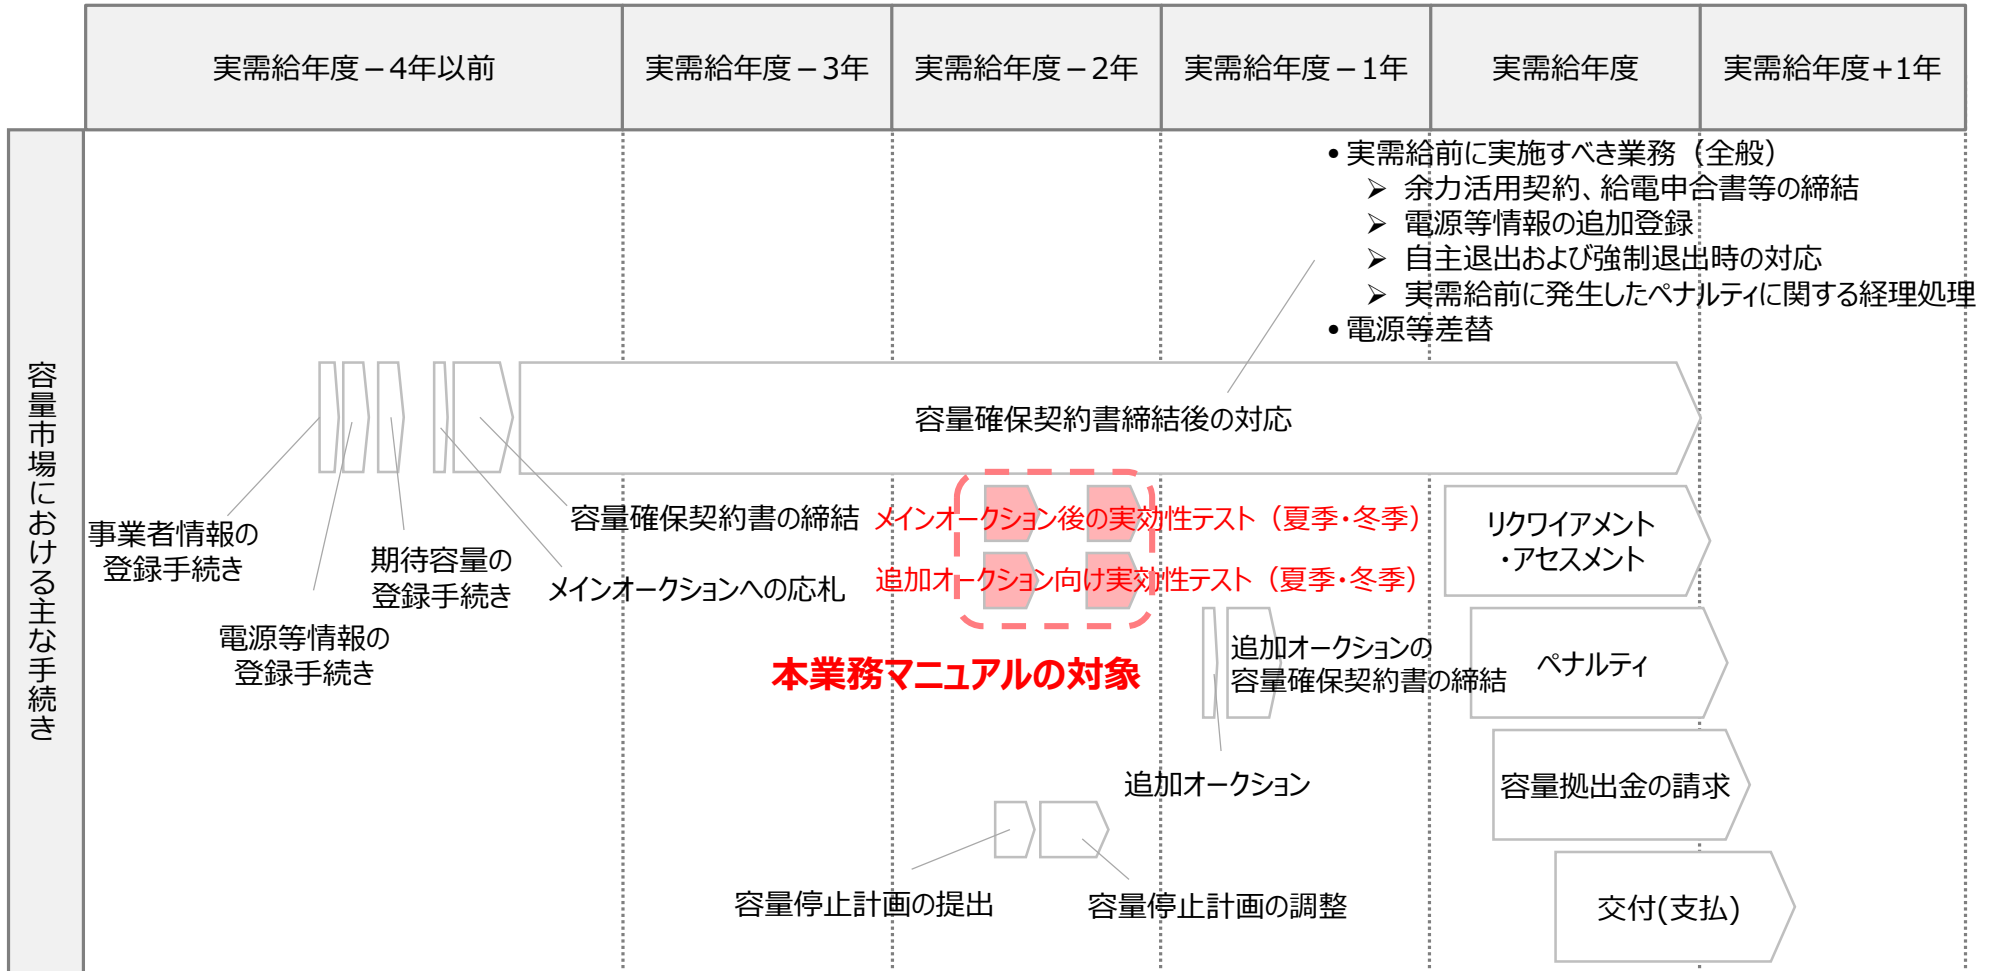 実需給年度－4年以前
実需給年度－3年
実需給年度－2年
実需給年度－1年
実需給年度
実需給年度+1年
容量市場における主な手続き
• 実需給前に実施すべき業務（全般）
➢ 余力活用契約、給電申合書等の締結
➢ 電源等情報の追加登録
➢ 自主退出および強制退出時の対応
➢ 実需給前に発生したペナルティに関する経理処理
• 電源等差替
容量確保契約書締結後の対応
事業者情報の
登録手続き
電源等情報の
登録手続き
期待容量の
登録手続き
メインオークションへの応札
容量確保契約書の締結
メインオークション後の実効性テスト（夏季・冬季）
追加オークション向け実効性テスト（夏季・冬季）
本業務マニュアルの対象
リクワイアメント
・アセスメント
追加オークションの
容量確保契約書の締結
ペナルティ
追加オークション
容量拠出金の請求
容量停止計画の提出
容量停止計画の調整
交付(支払)